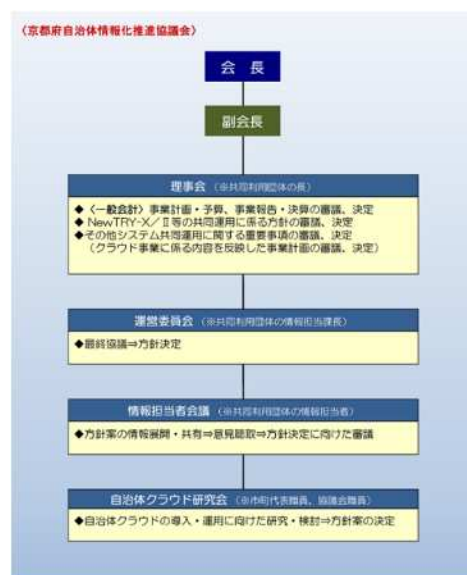 〈京都府自治体情報化推進協議会〉
会 長
副会長
理事会（※共同利用団体の長）
◆〈一般会計〉事業計画・予算、事業報告・決算の審議、決定
◆ NewTRY-X／Ⅱ等の共同運用に係る方針の審議、決定
◆その他システム共同運用に関する重要事項の審議、決定
（クラウド事業に係る内容を反映した事業計画の審議、決定）
運営委員会（※共同利用団体の情報担当課長）
◆最終協議⇒方針決定
情報担当者会議（※共同利用団体の情報担当者）
◆方針案の情報展開・共有⇒意見聴取⇒方針決定に向けた審議
自治体クラウド研究会（※市町代表職員、協議会職員）
◆自治体クラウドの導入・運用に向けた研究・検討⇒方針案の決定